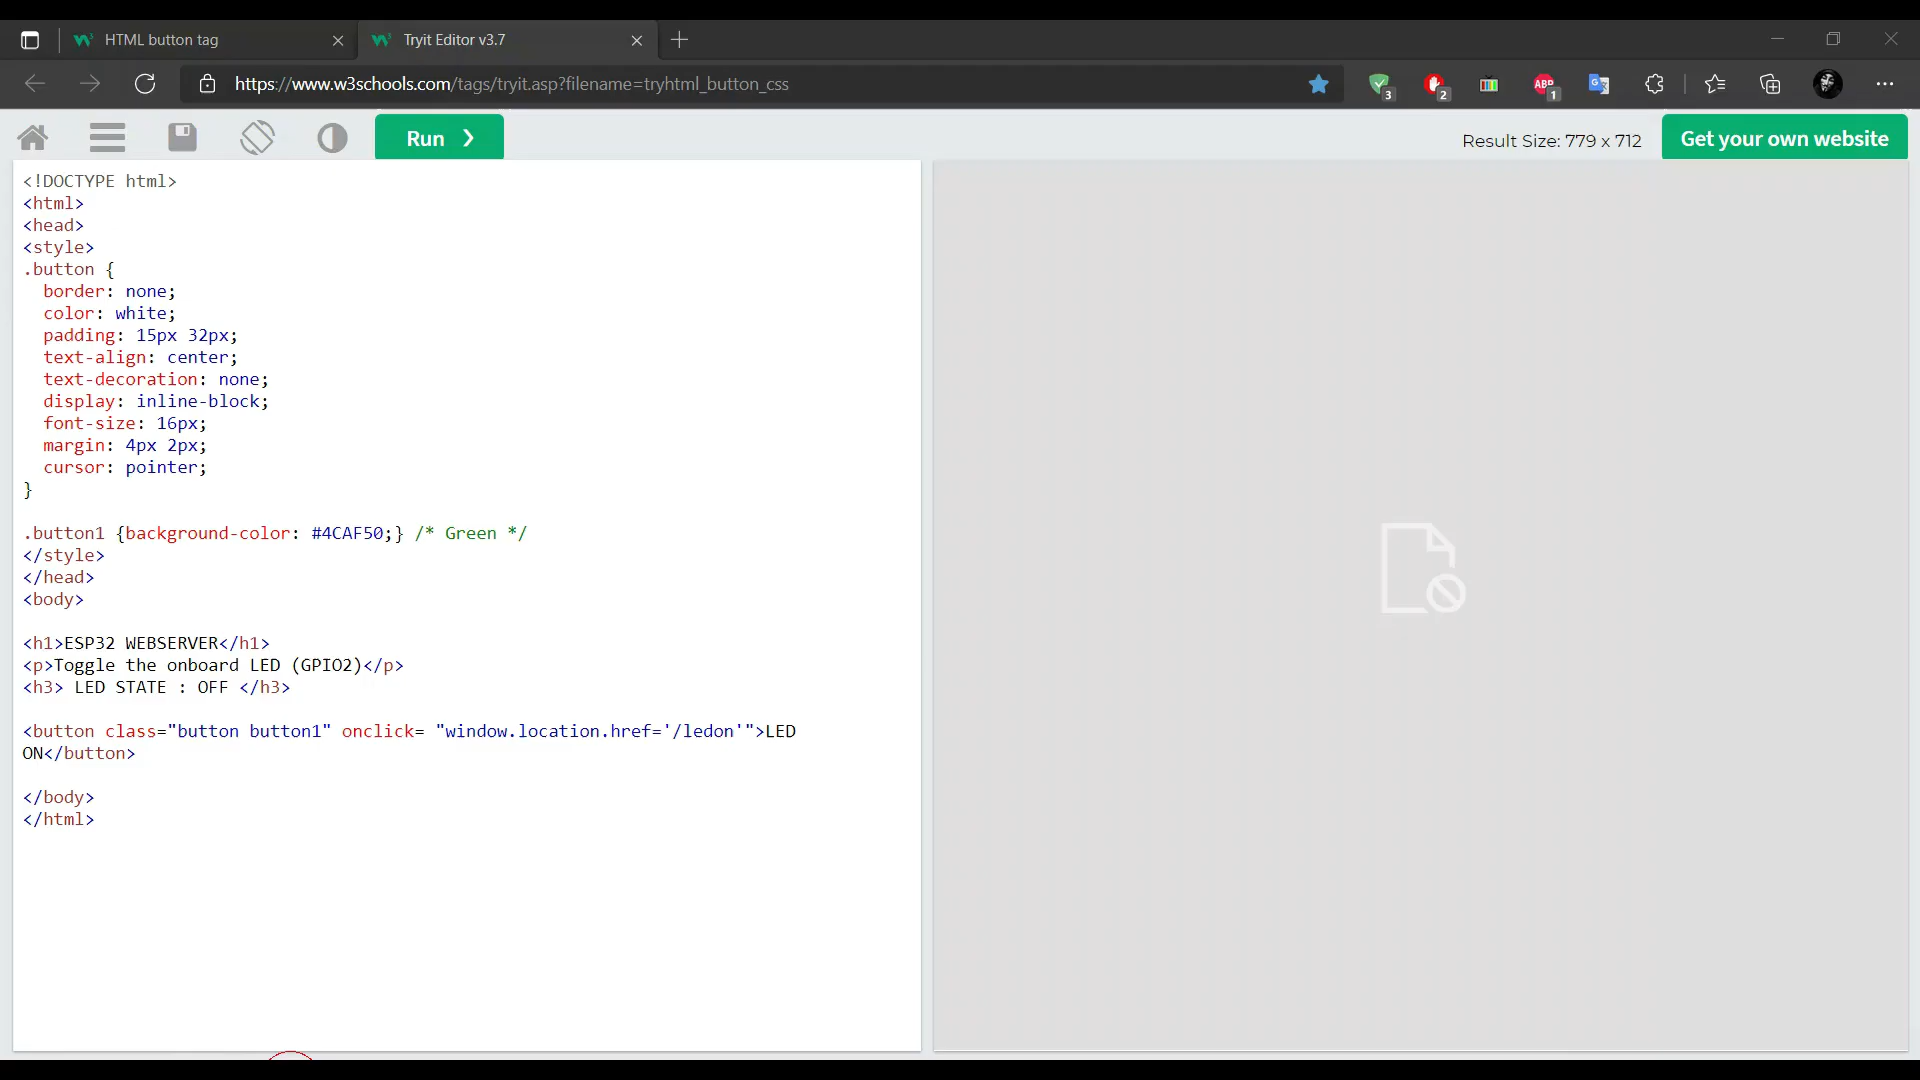 HTML button tag
Tryit Editor v3.7
https://www.w3schools.com/tags/tryit.asp?filename=tryhtml_button_css
3
2
ABP
1
G
Run ❯
Result Size: 779 x 712
Get your own website
<!DOCTYPE html>
<html>
<head>
<style>
.button {
  border: none;
  color: white;
  padding: 15px 32px;
  text-align: center;
  text-decoration: none;
  display: inline-block;
  font-size: 16px;
  margin: 4px 2px;
  cursor: pointer;
}
.button1 {background-color: #4CAF50;} /* Green */
</style>
</head>
<body>
<h1>ESP32 WEBSERVER</h1>
<p>Toggle the onboard LED (GPIO2)</p>
<h3> LED STATE : OFF </h3>
<button class="button button1" onclick= "window.location.href='/ledon'">LED
ON</button>
</body>
</html>